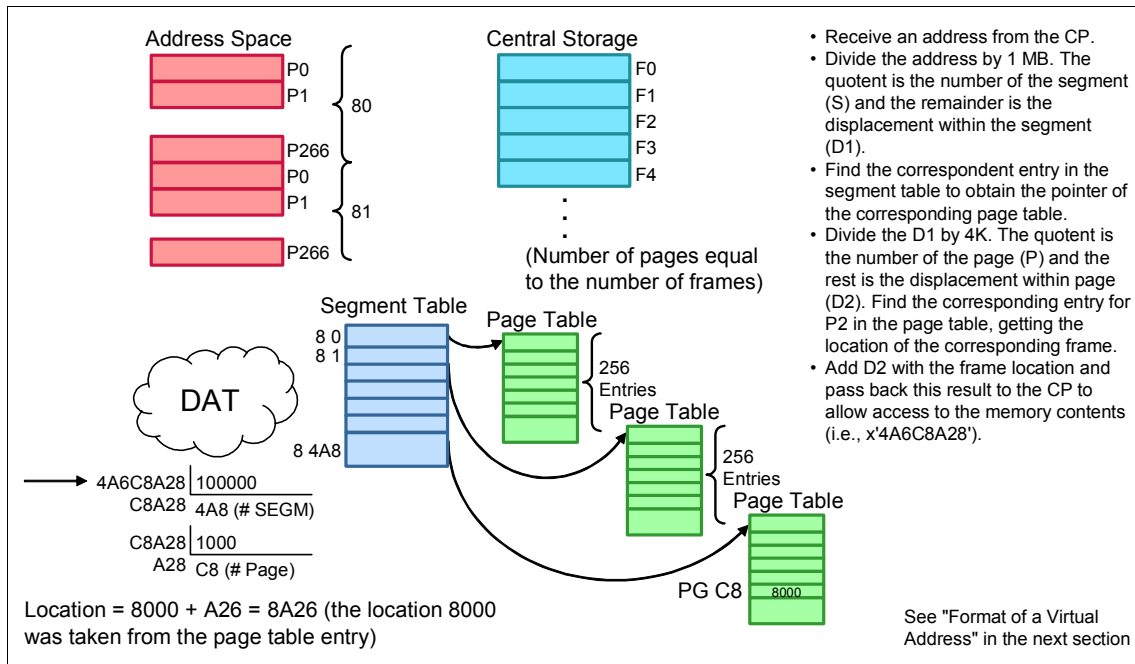 Address Space
P0
P1
80
P266
P0
P1
81
P266
Central Storage
F0
F1
F2
F3
F4
(Number of pages equal
to the number of frames)
• Receive an address from the CP.
• Divide the address by 1 MB. The
quotent is the number of the segment
(S) and the remainder is the
displacement within the segment
(D1).
• Find the correspondent entry in the
segment table to obtain the pointer of
the corresponding page table.
• Divide the D1 by 4K. The quotent is
the number of the page (P) and the
rest is the displacement within page
(D2). Find the corresponding entry for
P2 in the page table, getting the
location of the corresponding frame.
• Add D2 with the frame location and
pass back this result to the CP to
allow access to the memory contents
(i.e., x'4A6C8A28').
Segment Table
8 0
8 1
8 4A8
Page Table
256
Entries
Page Table
256
Entries
Page Table
PG C8
8000
DAT
4A6C8A28 100000
C8A28 4A8 (# SEGM)
C8A28 1000
A28 C8 (# Page)
Location = 8000 + A26 = 8A26 (the location 8000
was taken from the page table entry)
See "Format of a Virtual
Address" in the next section